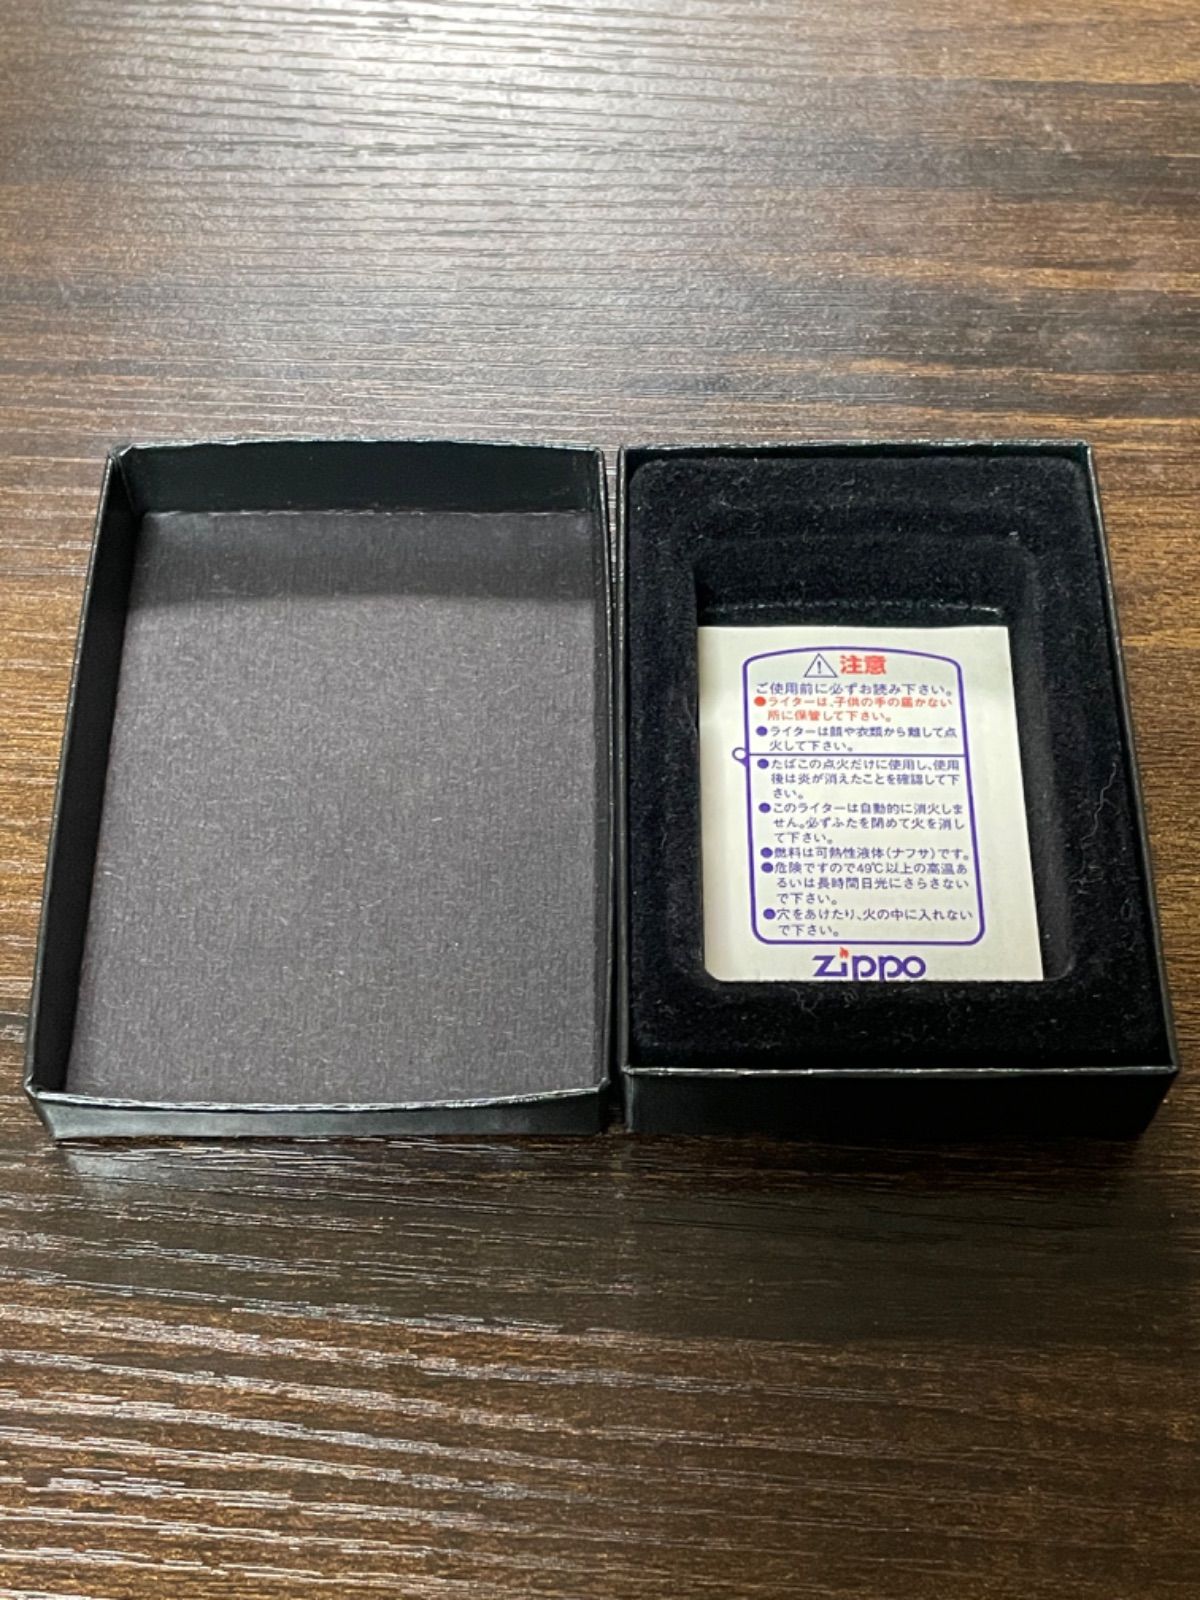 注意
ご使用前に必ずお読み下さい。
●ライターは、子供の手の届かない
所に保管して下さい。
●ライターは顔や衣類から離して点
火して下さい。
●たばこの点火だけに使用し、使用
後は炎が消えたことを確認して下
さい。
●このライターは自動的に消火しま
せん。必ずふたを閉めて火を消し
て下さい。
●燃料は可熱性液体(ナフサ)です。
●危険ですので49℃以上の高温あ
るいは長時間日光にさらさない
で下さい。
●穴をあけたり、火の中に入れない
で下さい。
zippo